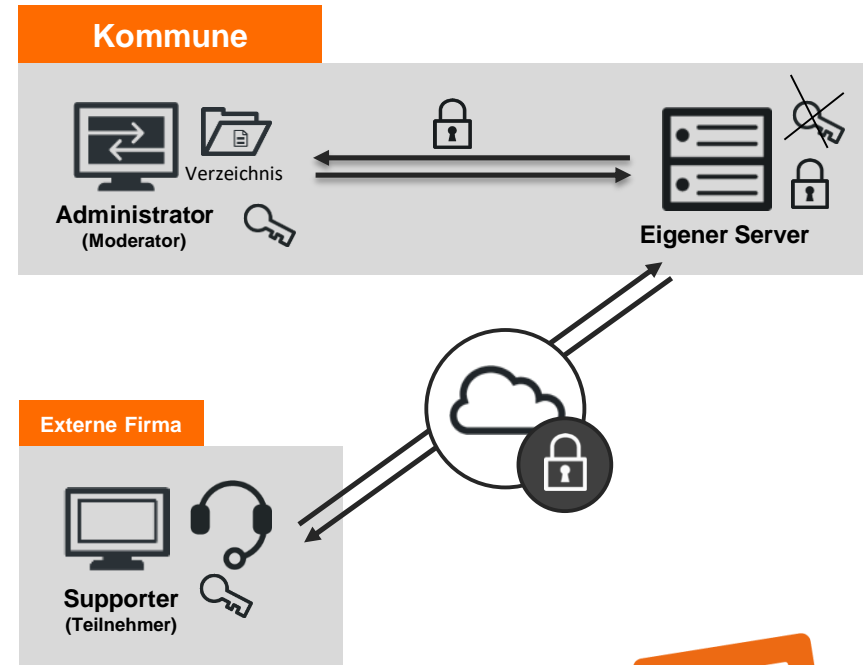 Kommune
Verzeichnis
Administrator
(Moderator)
Eigener Server
Externe Firma
Supporter
(Teilnehmer)